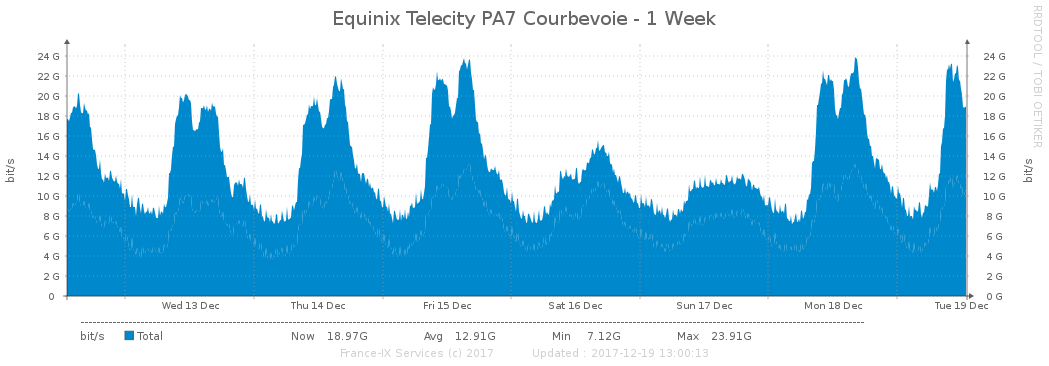 Equinix Telecity PA7 Courbevoie - 1 Week
RRDTOOL / TOBI OETIKER
24 G 24 G
22 G 22 G
20 G 20 G
18 G 18 G
16 G 16 G
14 G 14 G
12 G 12 G
10 G 10 G
8 G 8 G
6 G 6 G
4 G 4 G
2 G 2 G
0 0 G
bit/s
bit/s
Wed 13 Dec Thu 14 Dec Fri 15 Dec Sat 16 Dec Sun 17 Dec Mon 18 Dec Tue 19 Dec
bit/s Total Now 18.97G Avg 12.91G Min 7.12G Max 23.91G
France-IX Services (c) 2017 Updated : 2017-12-19 13:00:13